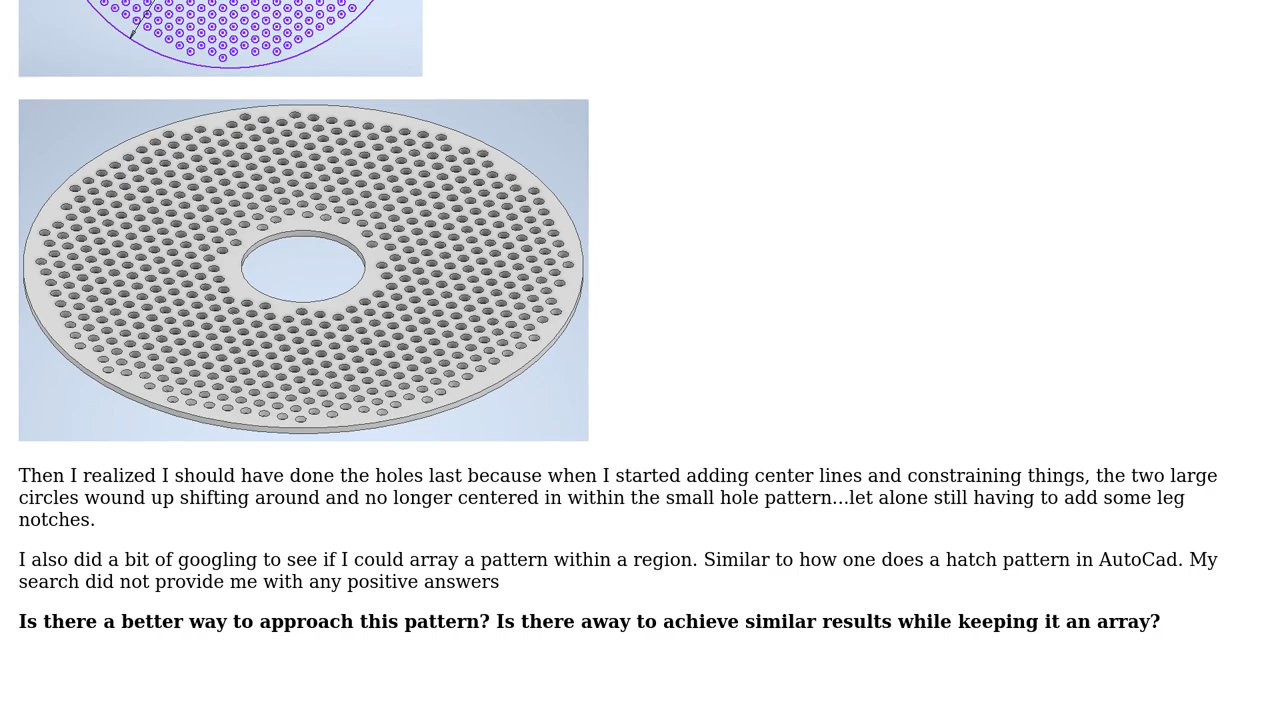 Then I realized I should have done the holes last because when I started adding center lines and constraining things, the two large
circles wound up shifting around and no longer centered in within the small hole pattern...let alone still having to add some leg
notches.
I also did a bit of googling to see if I could array a pattern within a region. Similar to how one does a hatch pattern in AutoCad. My
search did not provide me with any positive answers
Is there a better way to approach this pattern? Is there away to achieve similar results while keeping it an array?